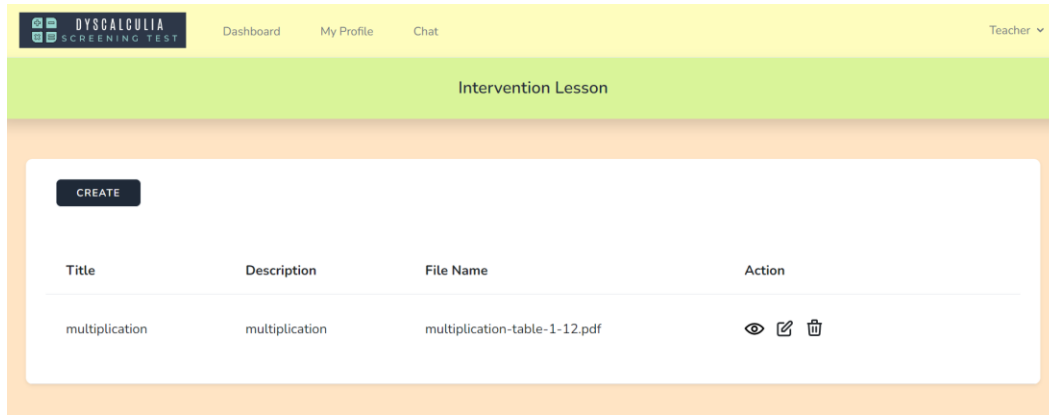 DYSCALCULIA
SCREENING TEST
Dashboard My Profile Chat Teacher
Intervention Lesson
CREATE
Title Description File Name Action
multiplication multiplication multiplication-table-1-12.pdf